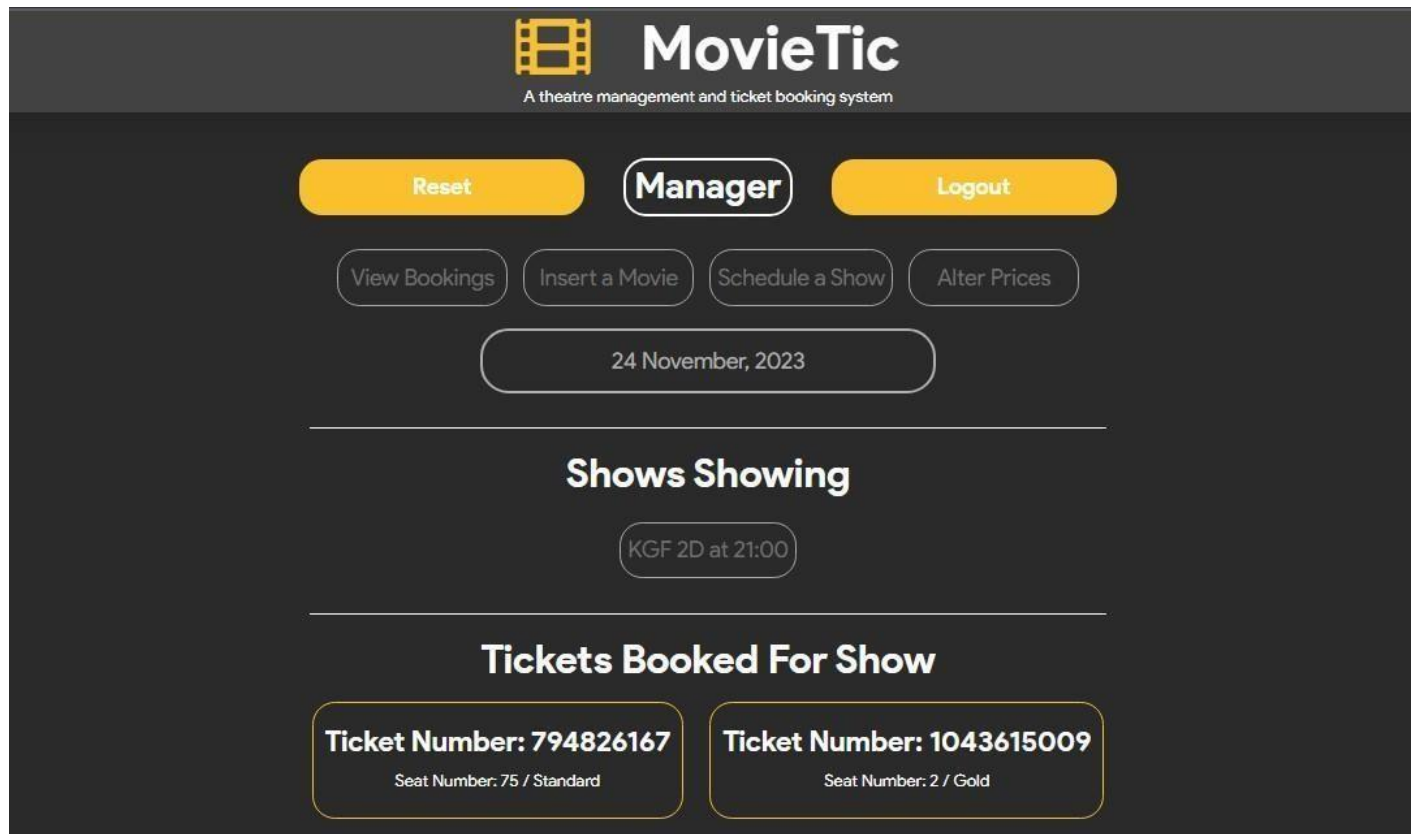 MovieTic
A theatre management and ticket booking system
Reset Manager Logout
View Bookings Insert a Movie Schedule a Show Alter Prices
24 November, 2023
Shows Showing
KGF 2D at 21:00
Tickets Booked For Show
Ticket Number: 794826167 Ticket Number: 1043615009
Seat Number: 75 / Standard Seat Number: 2 / Gold